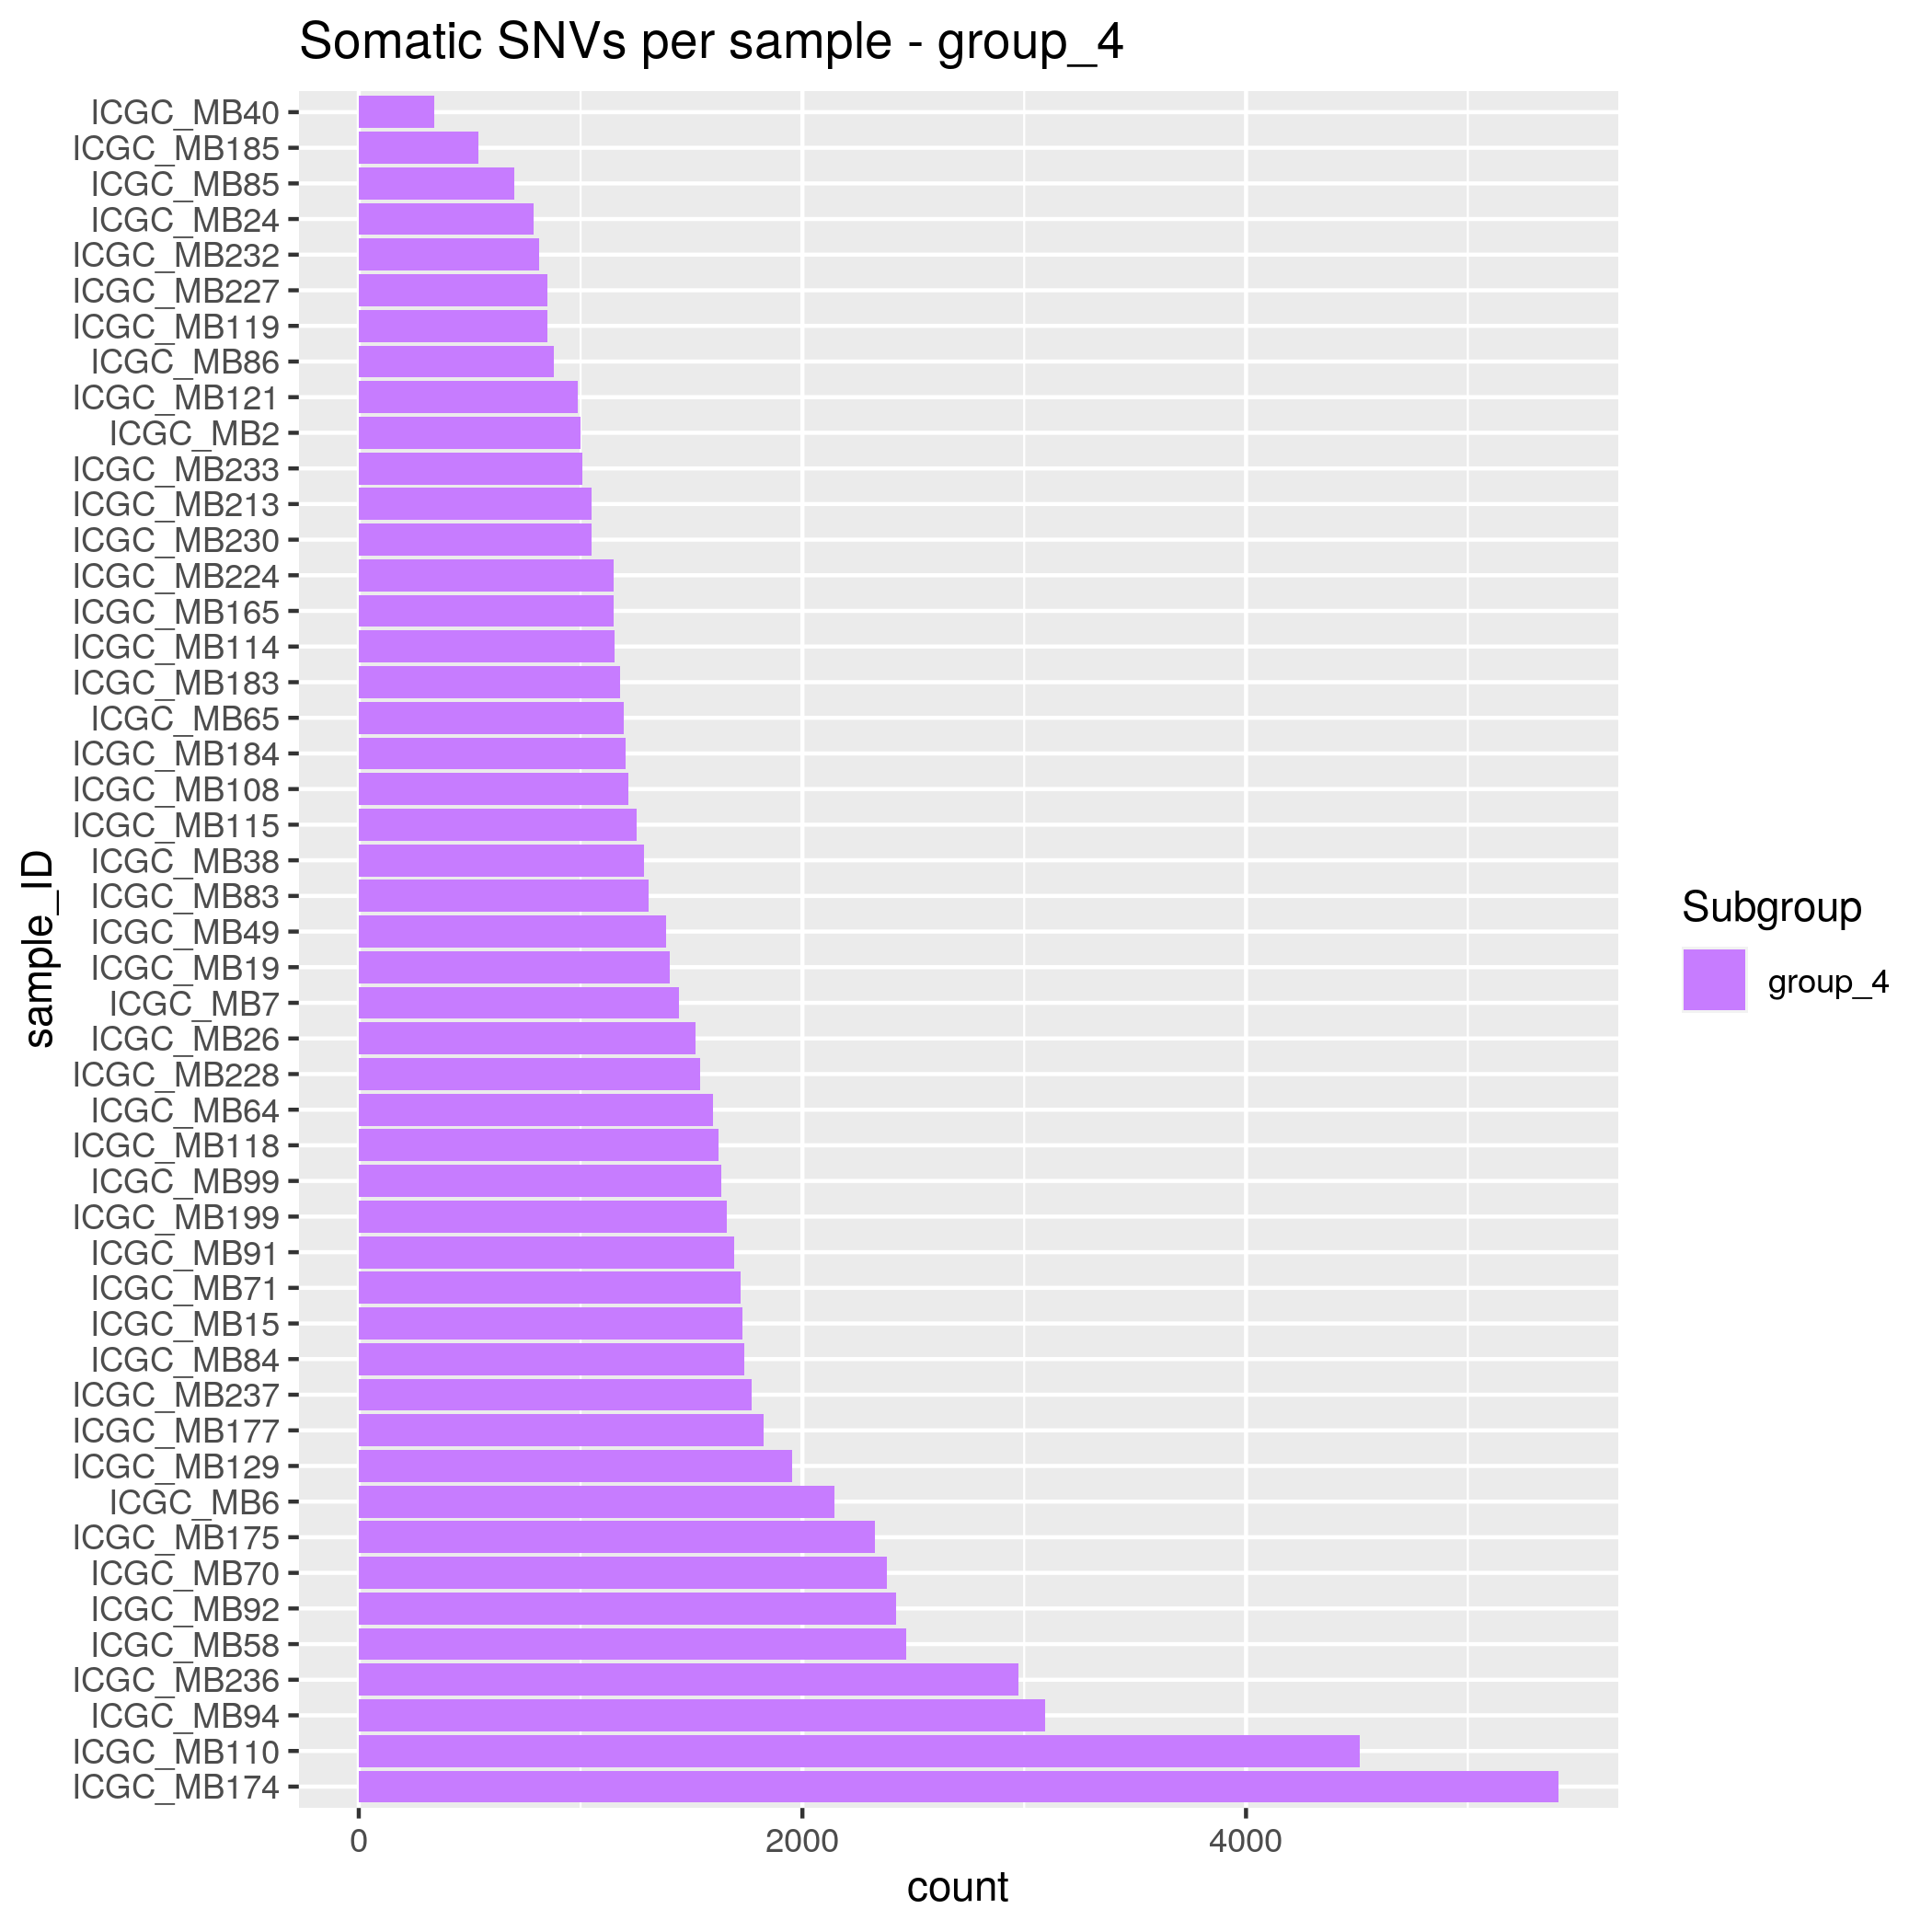 Somatic SNVs per sample - group_4
ICGC_MB40
ICGC_MB185
ICGC_MB85
ICGC_MB24
ICGC_MB232
ICGC_MB227
ICGC_MB119
ICGC_MB86
ICGC_MB121
ICGC_MB2
ICGC_MB233
ICGC_MB213
ICGC_MB230
ICGC_MB224
ICGC_MB165
ICGC_MB114
ICGC_MB183
ICGC_MB65
ICGC_MB184
ICGC_MB108
ICGC_MB115
ICGC_MB38
ICGC_MB83
ICGC_MB49
ICGC_MB19
ICGC_MB7
ICGC_MB26
ICGC_MB228
ICGC_MB64
ICGC_MB118
ICGC_MB99
ICGC_MB199
ICGC_MB91
ICGC_MB71
ICGC_MB15
ICGC_MB84
ICGC_MB237
ICGC_MB177
ICGC_MB129
ICGC_MB6
ICGC_MB175
ICGC_MB70
ICGC_MB92
ICGC_MB58
ICGC_MB236
ICGC_MB94
ICGC_MB110
ICGC_MB174
sample_ID
0 2000 4000
count
Subgroup
group_4